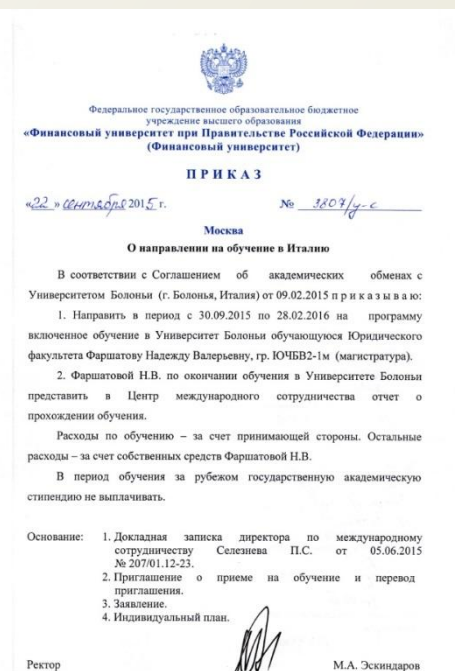 Федеральное государственное образовательное бюджетное
учреждение высшего образования
«Финансовый университет при Правительстве Российской Федерации»
(Финансовый университет)
ПРИКАЗ
«22» сентября 2015 г. № 3807/у-с
Москва
О направлении на обучение в Италию
В соответствии с Соглашением об академических обменах с
Университетом Болоньи (г. Болонья, Италия) от 09.02.2015 п р и к а з ы в а ю:
1. Направить в период с 30.09.2015 по 28.02.2016 на программу
включенное обучение в Университет Болоньи обучающуюся Юридического
факультета Фаршатову Надежду Валерьевну, гр. ЮЧБВ2-1м (магистратура).
2. Фаршатовой Н.В. по окончании обучения в Университете Болоньи
представить в Центр международного сотрудничества отчет о
прохождении обучения.
Расходы по обучению – за счет принимающей стороны. Остальные
расходы – за счет собственных средств Фаршатовой Н.В.
В период обучения за рубежом государственную академическую
стипендию не выплачивать.
Основание: 1. Докладная записка директора по международному
сотрудничеству Селезнева П.С. от 05.06.2015
№ 207/01.12-23.
2. Приглашение о приеме на обучение и перевод
приглашения.
3. Заявление.
4. Индивидуальный план.
Ректор М.А. Эскиндаров